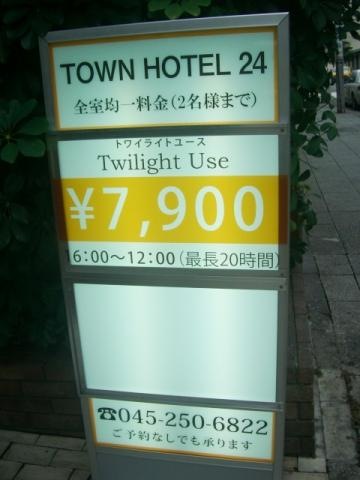 TOWN HOTEL 24
全室均一料金(2名様まで)
トワイライトユース
Twilight Use
¥7,900
16:00〜12:00(最長20時間)
☎045-250-6822
ご予約なしでも承ります